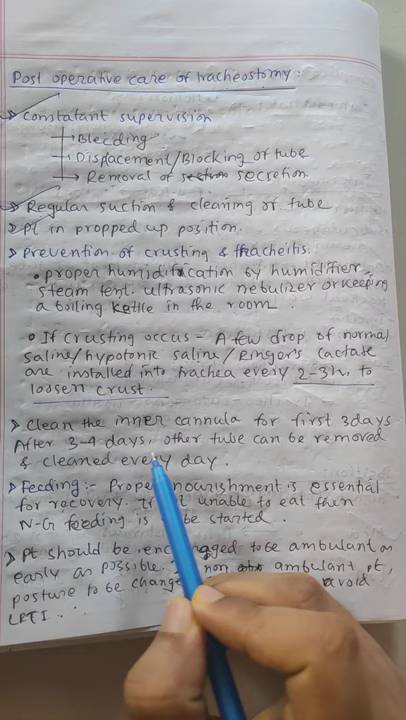 Post operative care of tracheostomy:
Constatant supervision
Bleeding
Displacement/Blocking of tube
Removal of secretion
Regular suction & cleaning of tube
Pt in propped up position.
Prevention of crusting & tracheitis.
• proper humidification by humidifier,
steam tent, ultrasonic nebulizer or keeping
a boiling kettle in the room.
• If crusting occus - A few drop of normal
saline/hypotonic saline/Ringer's lactate
are installed into trachea every 2-3h, to
loosen crust.
Clean the inner cannula for first 3days
After 3-4 days, other tube can be removed
& cleaned every day.
Feeding:- Proper nourishment is essential
for recovery. unable to eat then
N-G feeding is be started.
Pt should be to be ambulant as
early as possible. non ambulant pt,
posture to be avoid
LRTI.